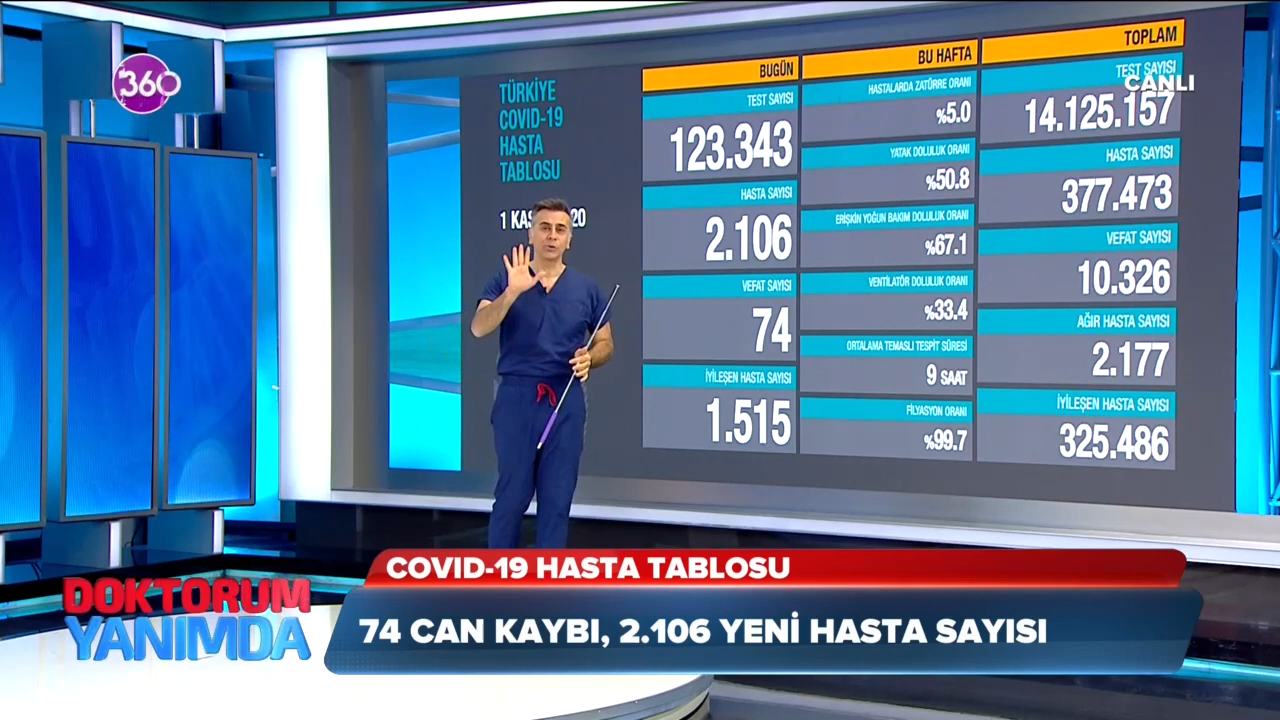 360
CANLI
TÜRKİYE
COVID-19
HASTA
TABLOSU
1 KAS
20
BUGÜN
TEST SAYISI
123.343
HASTA SAYISI
2.106
VEFAT SAYISI
74
İYİLEŞEN HASTA SAYISI
1.515
BU HAFTA
HASTALARDA ZATÜRRE ORANI
%5.0
YATAK DOLULUK ORANI
%50.8
ERİŞKİN YOĞUN BAKIM DOLULUK ORANI
%67.1
VENTİLATÖR DOLULUK ORANI
%33.4
ORTALAMA TEMASLI TESPİT SÜRESİ
9 SAAT
FİLYASYON ORANI
%99.7
TOPLAM
TEST SAYISI
14.125.157
HASTA SAYISI
377.473
VEFAT SAYISI
10.326
AĞIR HASTA SAYISI
2.177
İYİLEŞEN HASTA SAYISI
325.486
DOKTORUM
YANIMDA
COVID-19 HASTA TABLOSU
74 CAN KAYBI, 2.106 YENİ HASTA SAYISI